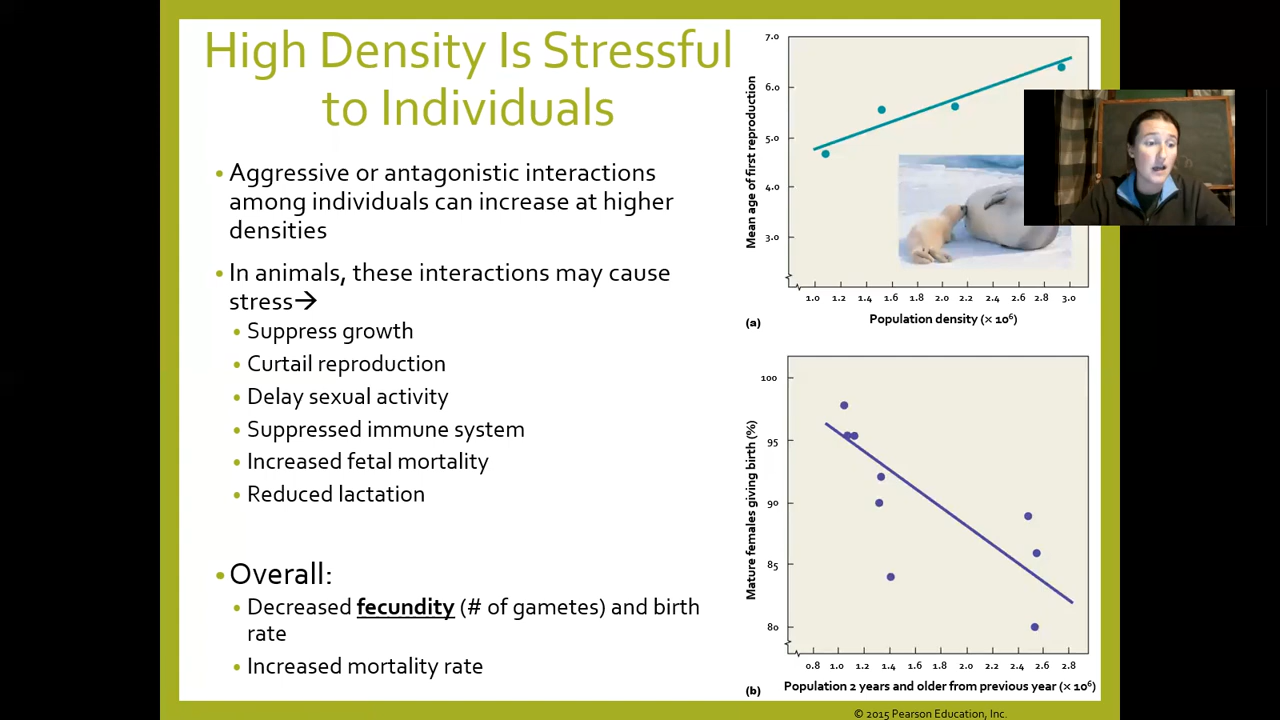 High Density Is Stressful
to Individuals
• Aggressive or antagonistic interactions
among individuals can increase at higher
densities
• In animals, these interactions may cause
stress→
• Suppress growth
• Curtail reproduction
• Delay sexual activity
• Suppressed immune system
• Increased fetal mortality
• Reduced lactation
• Overall:
• Decreased fecundity (# of gametes) and birth
rate
• Increased mortality rate
Mean age of first reproduction
7.0
6.0
5.0
4.0
3.0
1.0 1.2 1.4 1.6 1.8 2.0 2.2 2.4 2.6 2.8 3.0
(a)
Population density (× 10⁶)
Mature females giving birth (%)
100
95
90
85
80
0.8 1.0 1.2 1.4 1.6 1.8 2.0 2.2 2.4 2.6 2.8
(b)
Population 2 years and older from previous year (× 10⁶)
© 2015 Pearson Education, Inc.